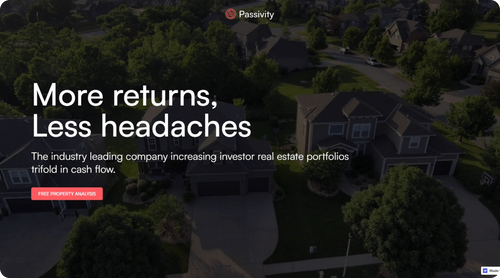 Passivity
More returns,
Less headaches
The industry leading company increasing investor real estate portfolios
trifold in cash flow.
FREE PROPERTY ANALYSIS